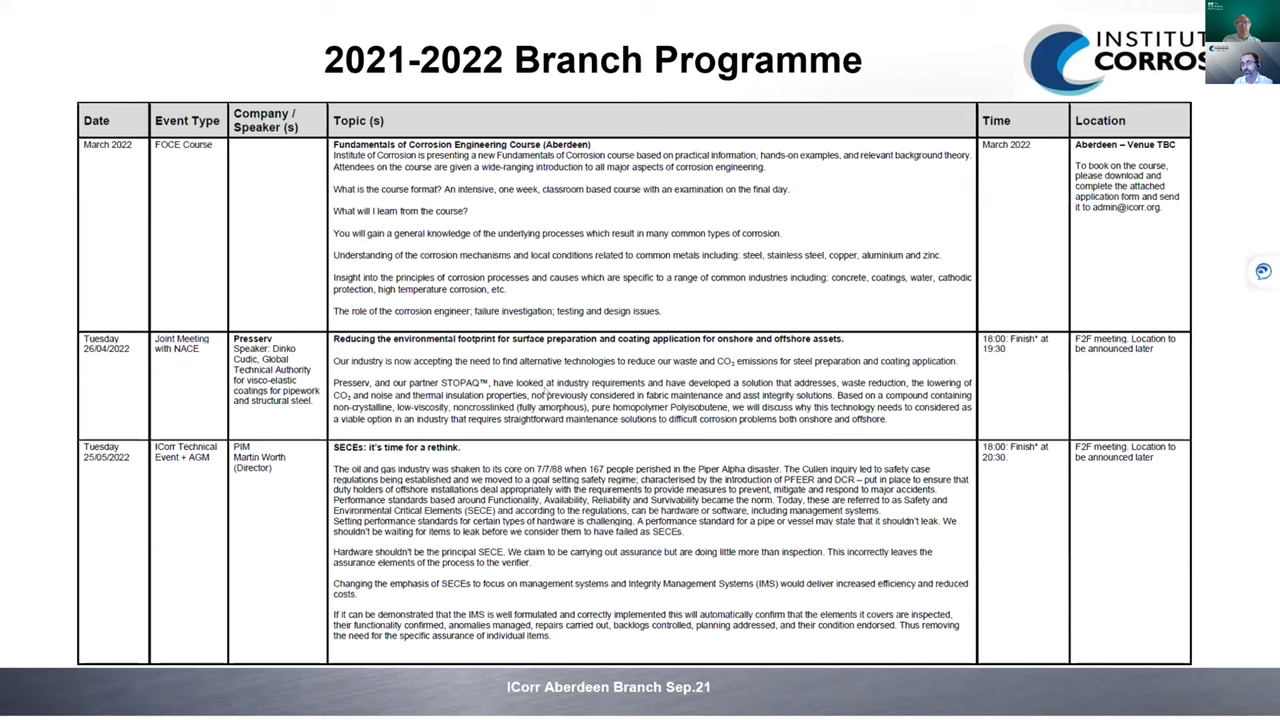 2021-2022 Branch Programme
INSTITUT
CORROS
Date
Event Type
Company /
Speaker (s)
Topic (s)
Time
Location
March 2022
FOCE Course
Fundamentals of Corrosion Engineering Course (Aberdeen)
Institute of Corrosion is presenting a new Fundamentals of Corrosion course based on practical information, hands-on examples, and relevant background theory.
Attendees on the course are given a wide-ranging introduction to all major aspects of corrosion engineering.
What is the course format? An intensive, one week, classroom based course with an examination on the final day.
What will I learn from the course?
You will gain a general knowledge of the underlying processes which result in many common types of corrosion.
Understanding of the corrosion mechanisms and local conditions related to common metals including: steel, stainless steel, copper, aluminium and zinc.
Insight into the principles of corrosion processes and causes which are specific to a range of common industries including: concrete, coatings, water, cathodic
protection, high temperature corrosion, etc.
The role of the corrosion engineer; failure investigation; testing and design issues.
March 2022
Aberdeen – Venue TBC
To book on the course,
please download and
complete the attached
application form and send
it to admin@icorr.org.
Tuesday
26/04/2022
Joint Meeting
with NACE
Presserv
Speaker: Dinko
Cudic, Global
Technical Authority
for visco-elastic
coatings for pipework
and structural steel.
Reducing the environmental footprint for surface preparation and coating application for onshore and offshore assets.
Our industry is now accepting the need to find alternative technologies to reduce our waste and CO₂ emissions for steel preparation and coating application.
Presserv, and our partner STOPAQ™, have looked at industry requirements and have developed a solution that addresses, waste reduction, the lowering of
CO₂ and noise and thermal insulation properties, not previously considered in fabric maintenance and asst integrity solutions. Based on a compound containing
non-crystalline, low-viscosity, noncrosslinked (fully amorphous), pure homopolymer Polyisobutene, we will discuss why this technology needs to considered as
a viable option in an industry that requires straightforward maintenance solutions to difficult corrosion problems both onshore and offshore.
18:00: Finish* at
19:30
F2F meeting. Location to
be announced later
Tuesday
25/05/2022
ICorr Technical
Event + AGM
PIM
Martin Worth
(Director)
SECEs: it's time for a rethink.
The oil and gas industry was shaken to its core on 7/7/88 when 167 people perished in the Piper Alpha disaster. The Cullen inquiry led to safety case
regulations being established and we moved to a goal setting safety regime; characterised by the introduction of PFEER and DCR – put in place to ensure that
duty holders of offshore installations deal appropriately with the requirements to provide measures to prevent, mitigate and respond to major accidents.
Performance standards based around Functionality, Availability, Reliability and Survivability became the norm. Today, these are referred to as Safety and
Environmental Critical Elements (SECE) and according to the regulations, can be hardware or software, including management systems.
Setting performance standards for certain types of hardware is challenging. A performance standard for a pipe or vessel may state that it shouldn't leak. We
shouldn't be waiting for items to leak before we consider them to have failed as SECEs.
Hardware shouldn't be the principal SECE. We claim to be carrying out assurance but are doing little more than inspection. This incorrectly leaves the
assurance elements of the process to the verifier.
Changing the emphasis of SECEs to focus on management systems and Integrity Management Systems (IMS) would deliver increased efficiency and reduced
costs.
If it can be demonstrated that the IMS is well formulated and correctly implemented this will automatically confirm that the elements it covers are inspected,
their functionality confirmed, anomalies managed, repairs carried out, backlogs controlled, planning addressed, and their condition endorsed. Thus removing
the need for the specific assurance of individual items.
18:00: Finish* at
20:30.
F2F meeting. Location to
be announced later
ICorr Aberdeen Branch Sep.21